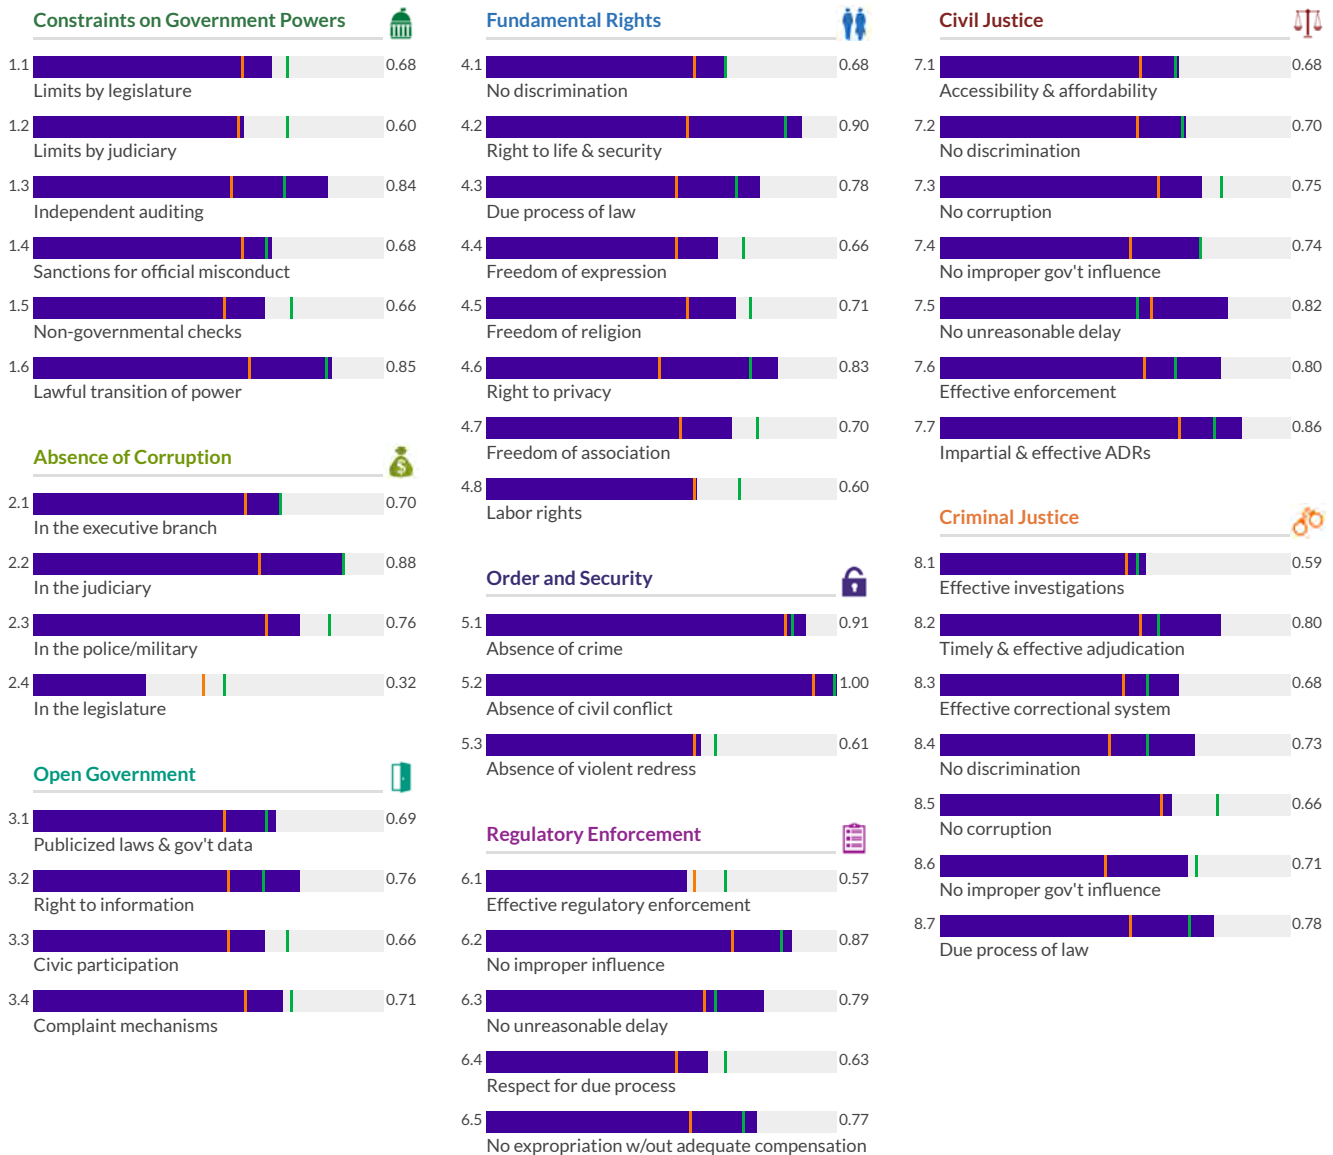 Constraints on Government Powers
1.1 0.68
Limits by legislature
1.2 0.60
Limits by judiciary
1.3 0.84
Independent auditing
1.4 0.68
Sanctions for official misconduct
1.5 0.66
Non-governmental checks
1.6 0.85
Lawful transition of power
Absence of Corruption
$
2.1 0.70
In the executive branch
2.2 0.88
In the judiciary
2.3 0.76
In the police/military
2.4 0.32
In the legislature
Open Government
3.1 0.69
Publicized laws & gov't data
3.2 0.76
Right to information
3.3 0.66
Civic participation
3.4 0.71
Complaint mechanisms
Fundamental Rights
4.1 0.68
No discrimination
4.2 0.90
Right to life & security
4.3 0.78
Due process of law
4.4 0.66
Freedom of expression
4.5 0.71
Freedom of religion
4.6 0.83
Right to privacy
4.7 0.70
Freedom of association
4.8 0.60
Labor rights
Order and Security
5.1 0.91
Absence of crime
5.2 1.00
Absence of civil conflict
5.3 0.61
Absence of violent redress
Regulatory Enforcement
6.1 0.57
Effective regulatory enforcement
6.2 0.87
No improper influence
6.3 0.79
No unreasonable delay
6.4 0.63
Respect for due process
6.5 0.77
No expropriation w/out adequate compensation
Civil Justice
7.1 0.68
Accessibility & affordability
7.2 0.70
No discrimination
7.3 0.75
No corruption
7.4 0.74
No improper gov't influence
7.5 0.82
No unreasonable delay
7.6 0.80
Effective enforcement
7.7 0.86
Impartial & effective ADRs
Criminal Justice
8.1 0.59
Effective investigations
8.2 0.80
Timely & effective adjudication
8.3 0.68
Effective correctional system
8.4 0.73
No discrimination
8.5 0.66
No corruption
8.6 0.71
No improper gov't influence
8.7 0.78
Due process of law